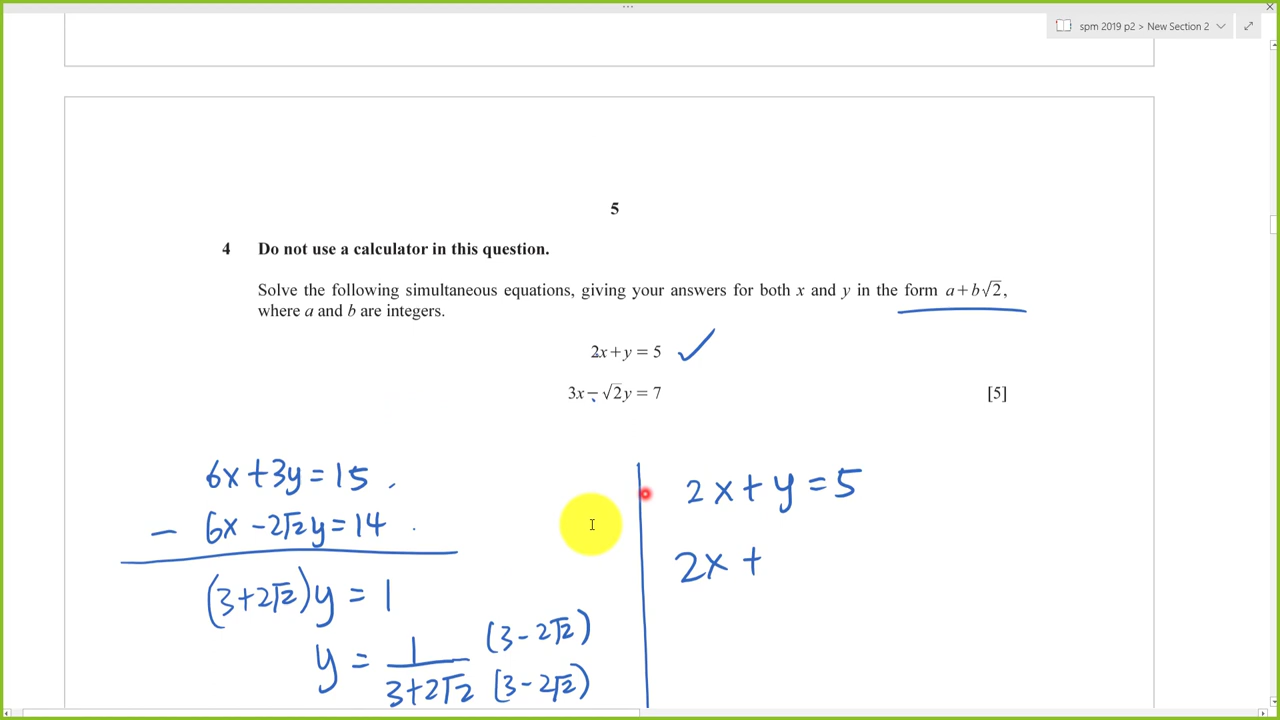 spm 2019 p2 > New Section 2
5
4 Do not use a calculator in this question.
Solve the following simultaneous equations, giving your answers for both x and y in the form a+b√2,
where a and b are integers.
2x+y = 5
3x−√2y = 7 [5]
6x+3y=15
− 6x−2√2y=14
(3+2√2)y = 1
y = 1/(3+2√2) (3−2√2)/(3−2√2)
2x+y=5
2x+